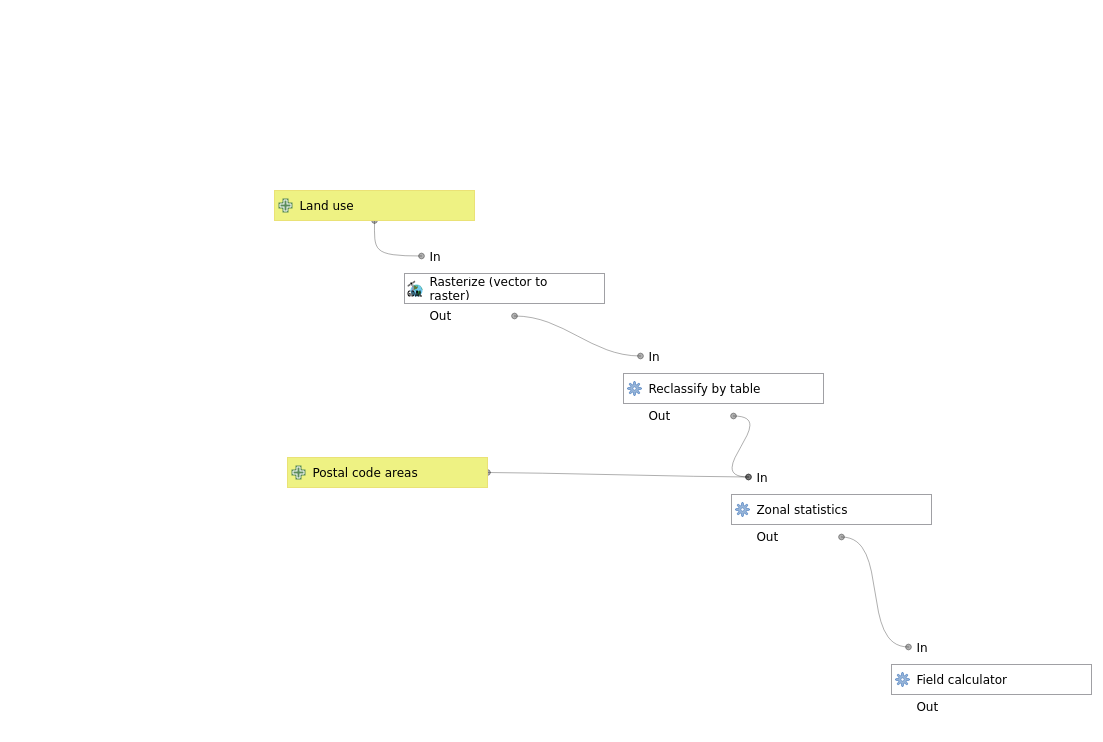 Land use
In
Rasterize (vector to
raster)
Out
In
Reclassify by table
Out
Postal code areas
In
Zonal statistics
Out
In
Field calculator
Out